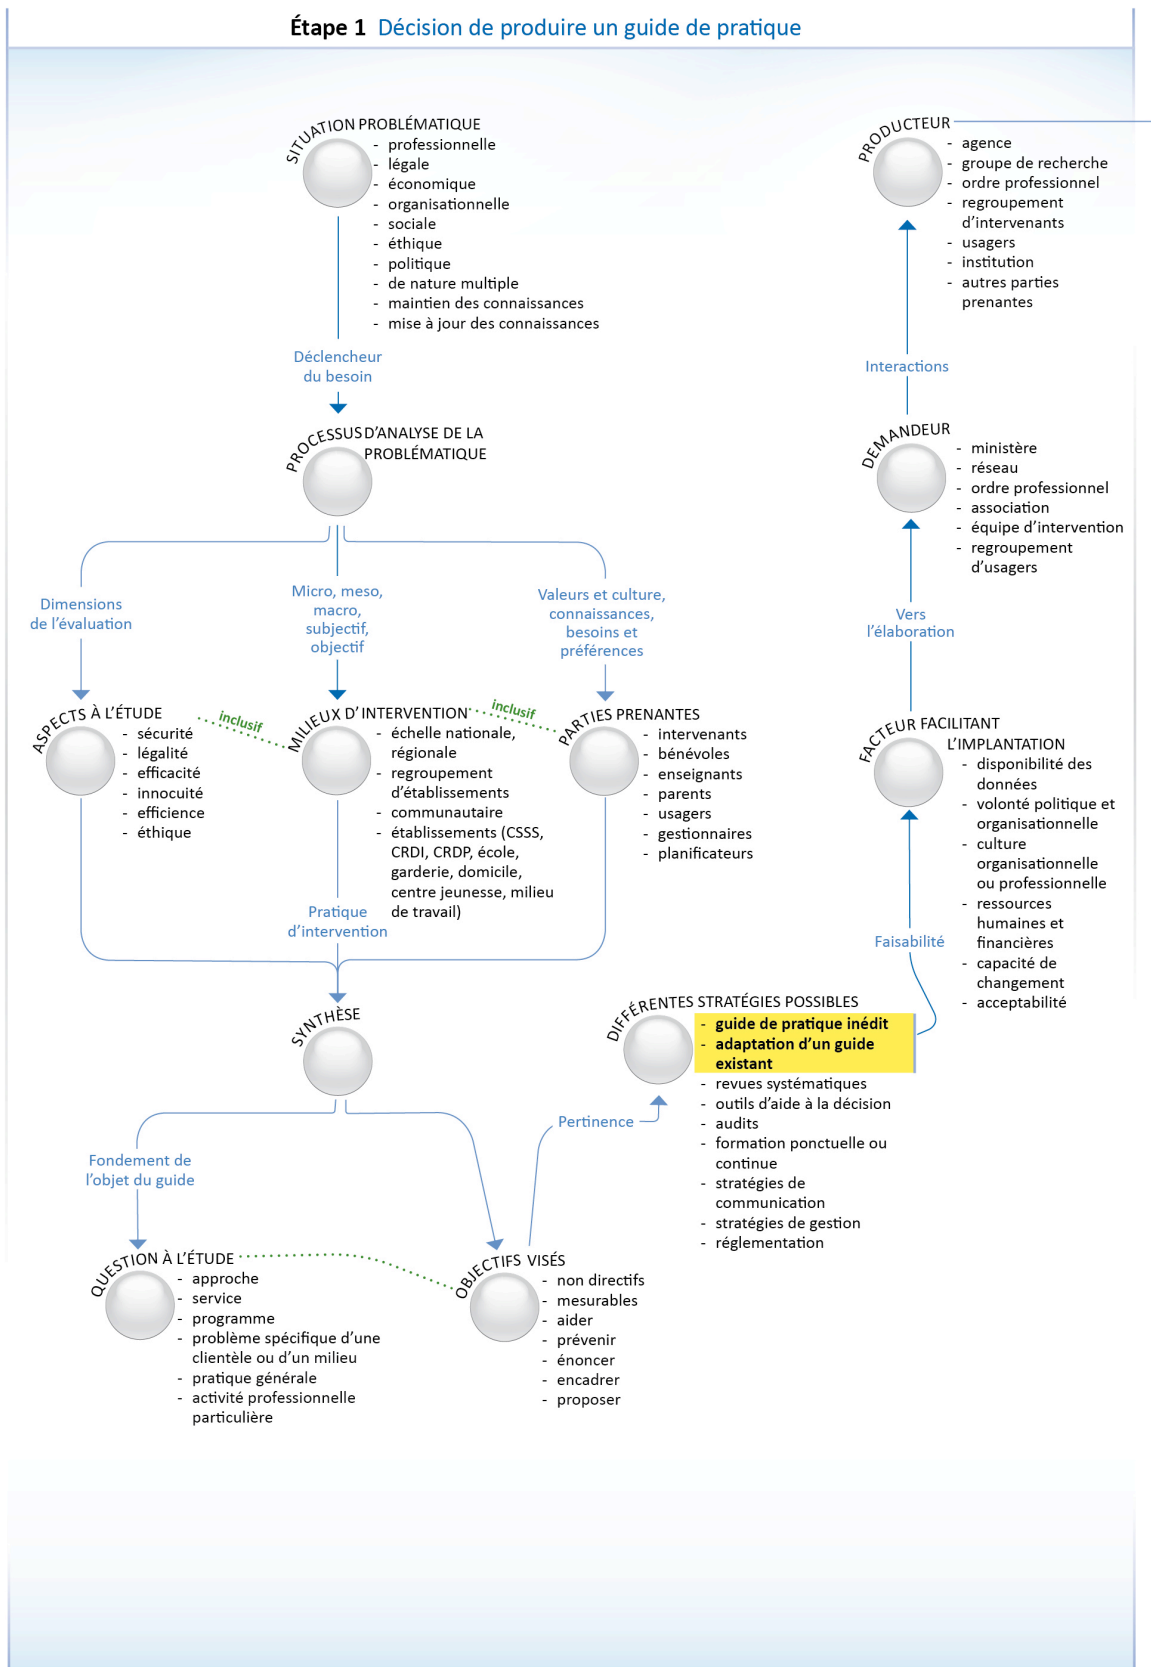 Étape 1 Décision de produire un guide de pratique
SITUATION PROBLÉMATIQUE
- professionnelle
- légale
- économique
- organisationnelle
- sociale
- éthique
- politique
- de nature multiple
- maintien des connaissances
- mise à jour des connaissances
Déclencheur
du besoin
PROCESSUS D’ANALYSE DE LA
PROBLÉMATIQUE
Dimensions
de l’évaluation
Micro, meso,
macro,
subjectif,
objectif
Valeurs et culture,
connaissances,
besoins et
préférences
ASPECTS À L’ÉTUDE
- sécurité
- légalité
- efficacité
- innocuité
- efficience
- éthique
inclusif
MILIEUX D’INTERVENTION
- échelle nationale,
régionale
- regroupement
d’établissements
- communautaire
- établissements (CSSS,
CRDI, CRDP, école,
garderie, domicile,
centre jeunesse, milieu
de travail)
inclusif
PARTIES PRENANTES
- intervenants
- bénévoles
- enseignants
- parents
- usagers
- gestionnaires
- planificateurs
Pratique
d’intervention
SYNTHÈSE
Fondement de
l’objet du guide
QUESTION À L’ÉTUDE
- approche
- service
- programme
- problème spécifique d’une
clientèle ou d’un milieu
- pratique générale
- activité professionnelle
particulière
OBJECTIFS VISÉS
- non directifs
- mesurables
- aider
- prévenir
- énoncer
- encadrer
- proposer
Pertinence
DIFFÉRENTES STRATÉGIES POSSIBLES
- guide de pratique inédit
- adaptation d’un guide
existant
- revues systématiques
- outils d’aide à la décision
- audits
- formation ponctuelle ou
continue
- stratégies de
communication
- stratégies de gestion
- réglementation
Faisabilité
FACTEUR FACILITANT
L’IMPLANTATION
- disponibilité des
données
- volonté politique et
organisationnelle
- culture
organisationnelle
ou professionnelle
- ressources
humaines et
financières
- capacité de
changement
- acceptabilité
Vers
l’élaboration
DEMANDEUR
- ministère
- réseau
- ordre professionnel
- association
- équipe d’intervention
- regroupement
d’usagers
Interactions
PRODUCTEUR
- agence
- groupe de recherche
- ordre professionnel
- regroupement
d’intervenants
- usagers
- institution
- autres parties
prenantes